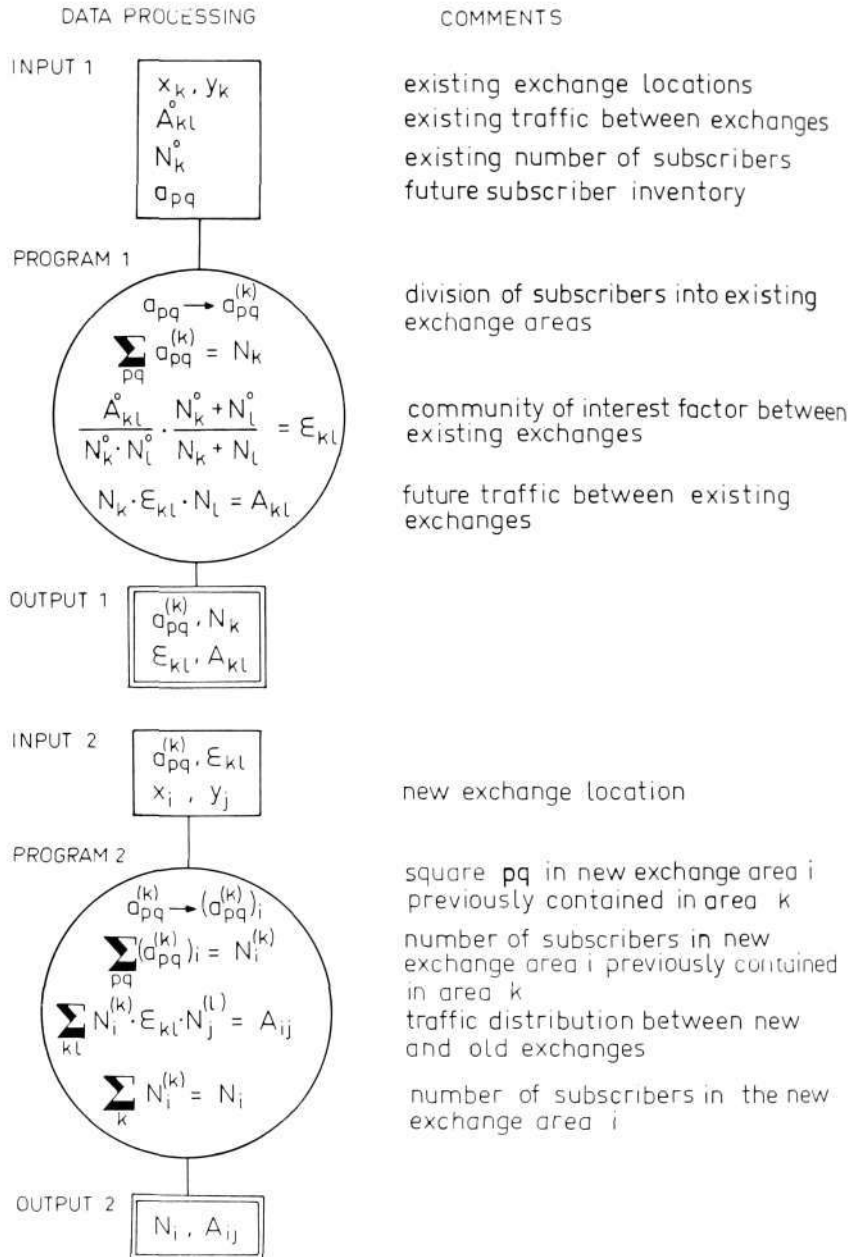 DATA PROCESSING COMMENTS
INPUT 1
x_k, y_k existing exchange locations
A°_kl existing traffic between exchanges
N°_k existing number of subscribers
a_pq future subscriber inventory
PROGRAM 1
a_pq → a_pq^(k) division of subscribers into existing
exchange areas
Σ_pq a_pq^(k) = N_k
A°_kl / (N°_k · N°_l) · (N°_k + N°_l) / (N_k + N_l) = ε_kl community of interest factor between
existing exchanges
N_k · ε_kl · N_l = A_kl future traffic between existing
exchanges
OUTPUT 1
a_pq^(k), N_k
ε_kl, A_kl
INPUT 2
a_pq^(k), ε_kl
x_i, y_j new exchange location
PROGRAM 2
a_pq^(k) → (a_pq^(k))_i square pq in new exchange area i
previously contained in area k
Σ_pq (a_pq^(k))_i = N_i^(k) number of subscribers in new
exchange area i previously contained
in area k
Σ_kl N_i^(k) · ε_kl · N_j^(l) = A_ij traffic distribution between new
and old exchanges
Σ_k N_i^(k) = N_i number of subscribers in the new
exchange area i
OUTPUT 2
N_i, A_ij